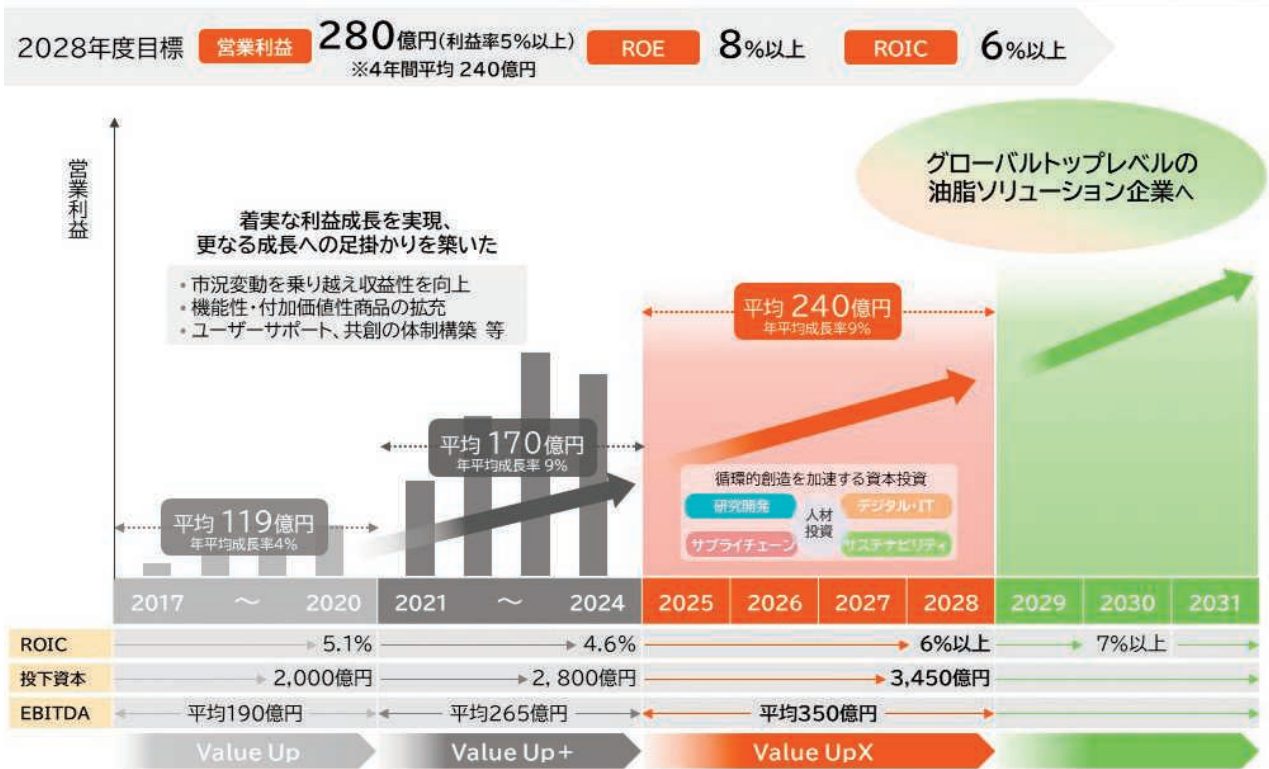 2028年度目標 営業利益 280億円(利益率5%以上) ROE 8%以上 ROIC 6%以上
※4年間平均 240億円
営業利益
グローバルトップレベルの
油脂ソリューション企業へ
着実な利益成長を実現、
更なる成長への足掛かりを築いた
・市況変動を乗り越え収益性を向上
・機能性・付加価値性商品の拡充
・ユーザーサポート、共創の体制構築 等
平均 240億円
年平均成長率9%
平均 170億円
年平均成長率 9%
平均 119億円
年平均成長率4%
循環的創造を加速する資本投資
研究開発
デジタル・IT
人材
投資
サプライチェーン
サステナビリティ
2017 ～ 2020 2021 ～ 2024 2025 2026 2027 2028 2029 2030 2031
ROIC 5.1% 4.6% 6%以上 7%以上
投下資本 2,000億円 2,800億円 3,450億円
EBITDA 平均190億円 平均265億円 平均350億円
Value Up Value Up+ Value UpX